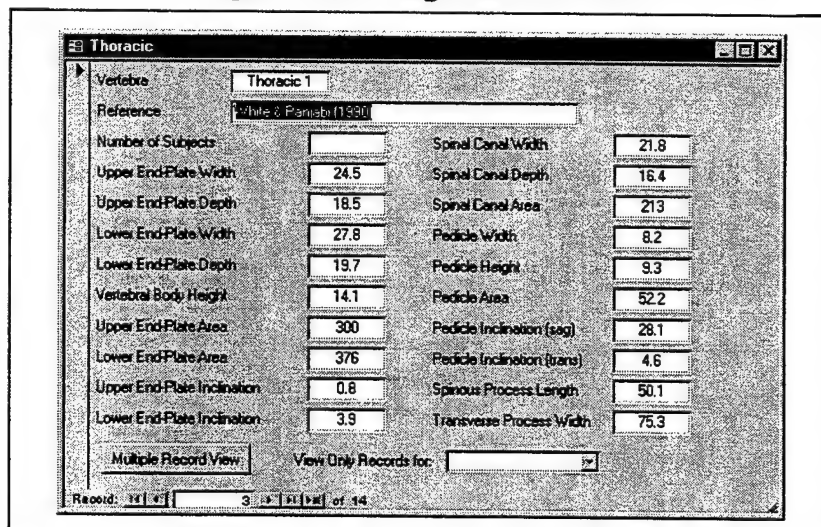 Thoracic
Vertebra Thoracic 1
Reference White & Panjabi (1990)
Number of Subjects Spinal Canal Width 21.8
Upper End-Plate Width 24.5 Spinal Canal Depth 16.4
Upper End-Plate Depth 18.5 Spinal Canal Area 213
Lower End-Plate Width 27.8 Pedicle Width 8.2
Lower End-Plate Depth 19.7 Pedicle Height 9.3
Vertebral Body Height 14.1 Pedicle Area 52.2
Upper End-Plate Area 300 Pedicle Inclination (sag) 28.1
Lower End-Plate Area 376 Pedicle Inclination (trans) 4.6
Upper End-Plate Inclination 0.8 Spinous Process Length 50.1
Lower End-Plate Inclination 3.9 Transverse Process Width 75.3
Multiple Record View View Only Records for:
Record: 3 of 14